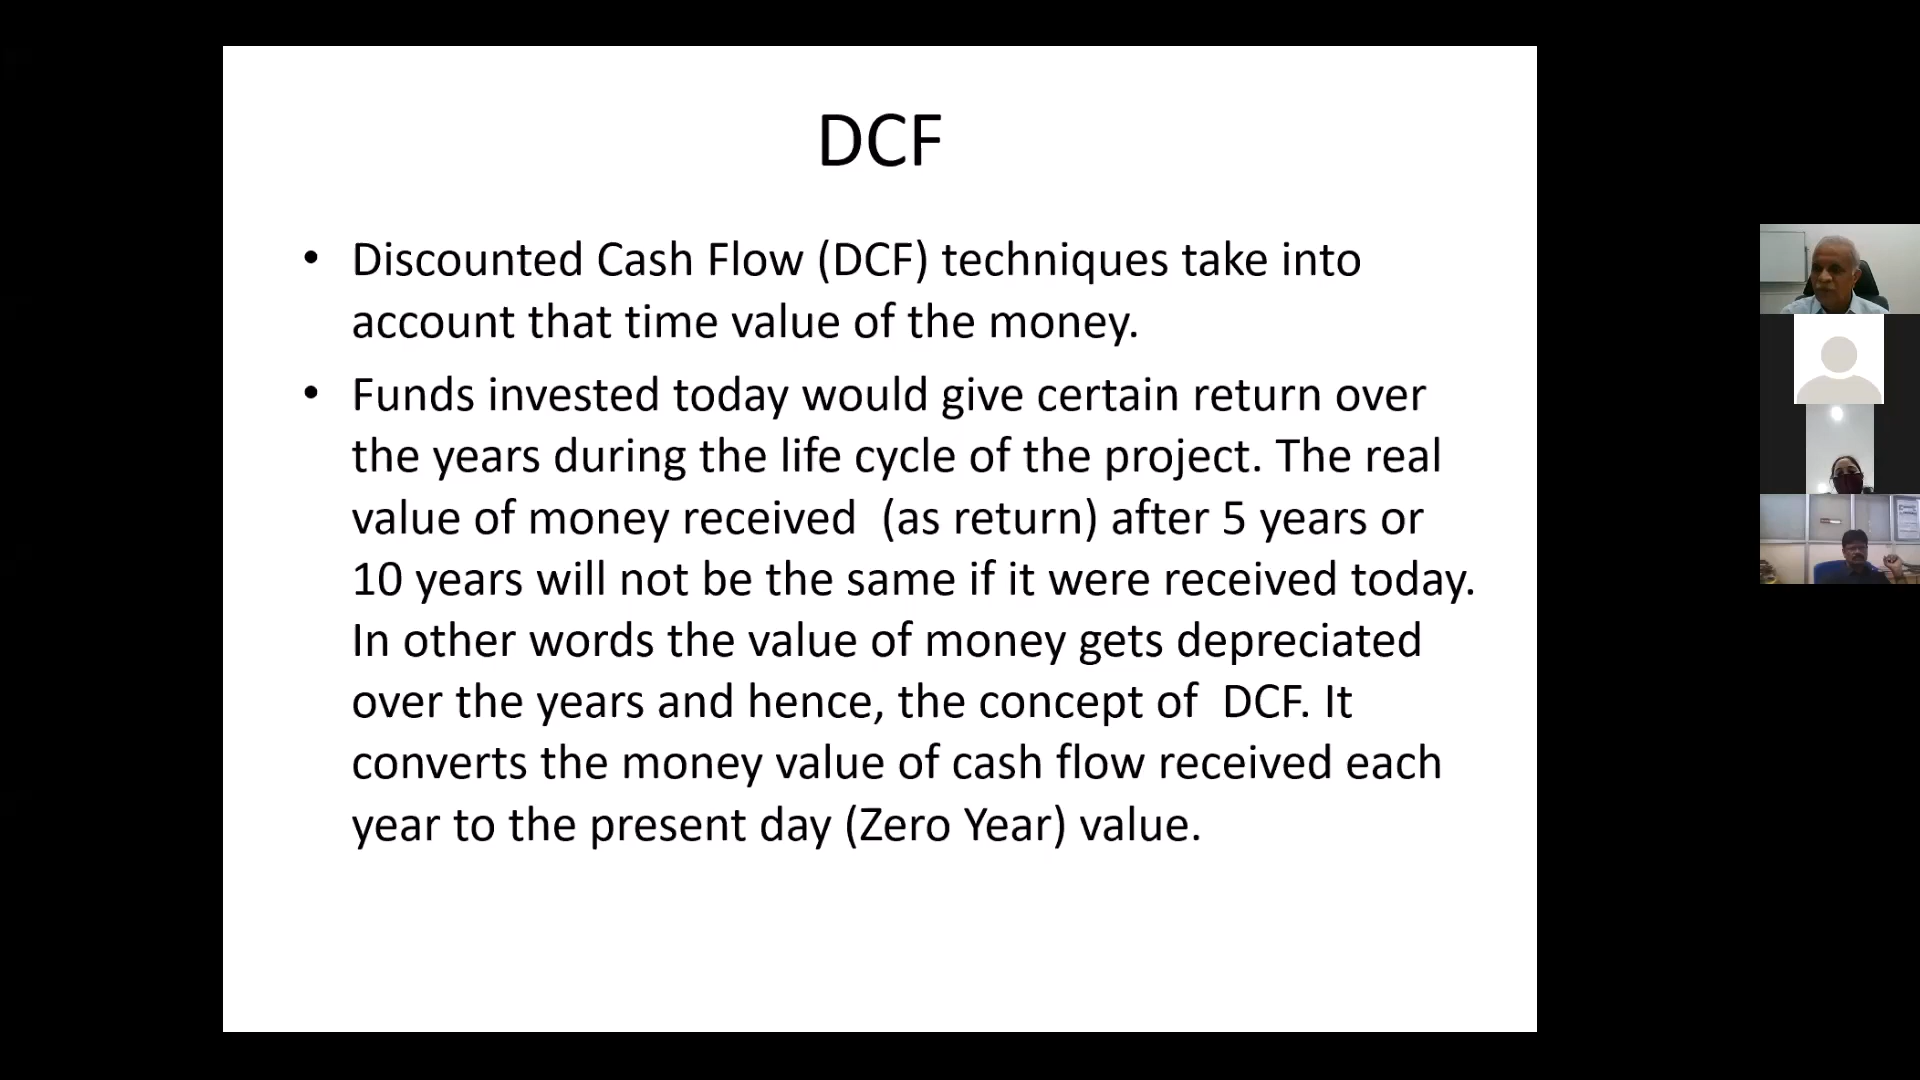 DCF
• Discounted Cash Flow (DCF) techniques take into
account that time value of the money.
• Funds invested today would give certain return over
the years during the life cycle of the project. The real
value of money received  (as return) after 5 years or
10 years will not be the same if it were received today.
In other words the value of money gets depreciated
over the years and hence, the concept of  DCF. It
converts the money value of cash flow received each
year to the present day (Zero Year) value.